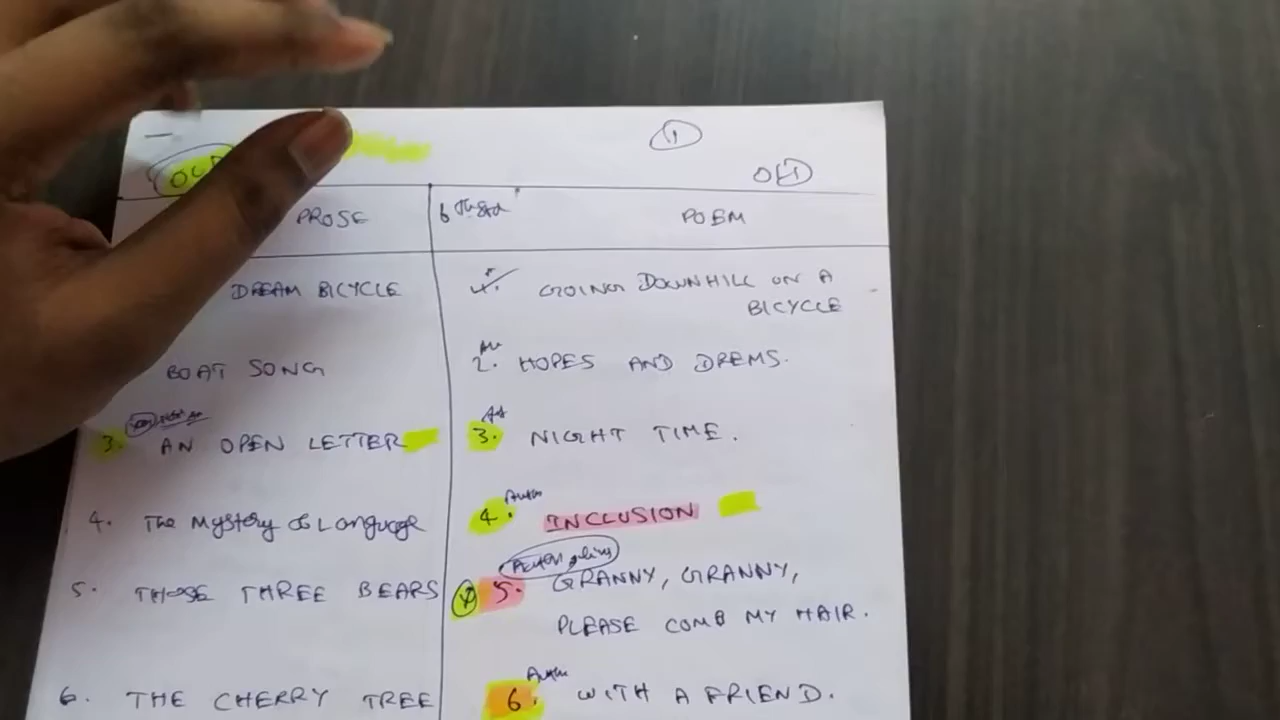 1
OLD
PROSE
POEM
DREAM BICYCLE
1. GOING DOWNHILL ON A
BICYCLE
BOAT SONG
2. HOPES AND DREMS.
3. AN OPEN LETTER
3. NIGHT TIME.
4. The Mystery of Language
4. INCLUSION
5. THOSE THREE BEARS
5. GRANNY, GRANNY,
PLEASE COMB MY HAIR.
6. THE CHERRY TREE
6. WITH A FRIEND.